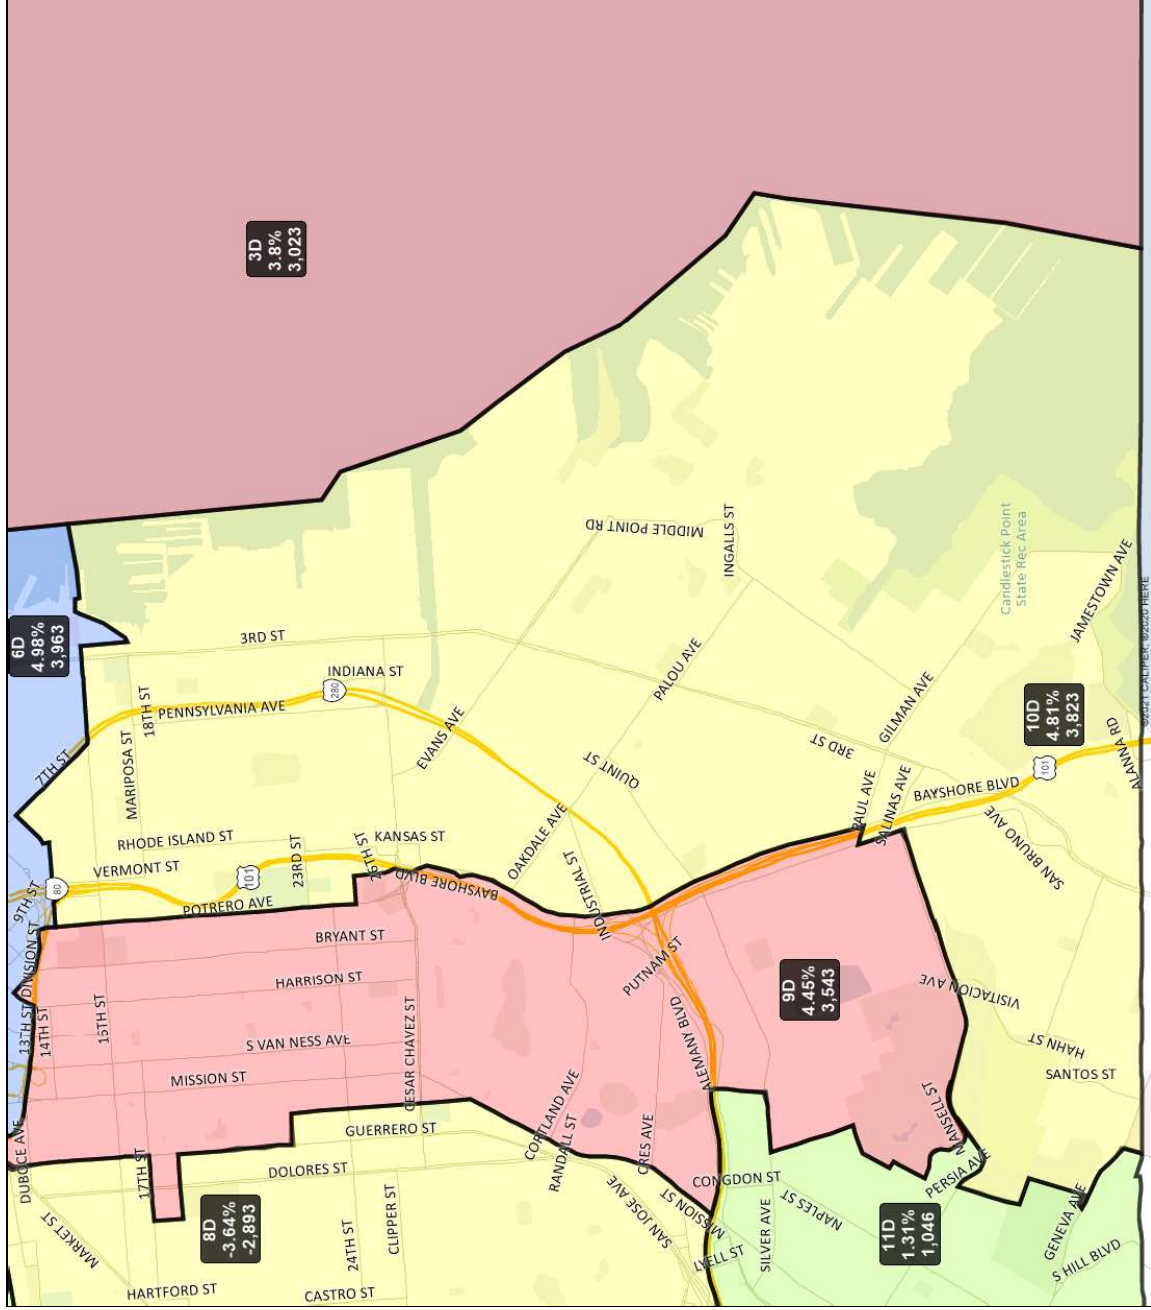 3D
3.8%
3,023
6D
4.98%
3,963
3RD ST
INDIANA ST
280
18TH ST
PENNSYLVANIA AVE
7TH ST
MARIPOSA ST
EVANS AVE
MIDDLE POINT RD
INGALLS ST
PALOU AVE
QUINT ST
3RD ST
GILMAN AVE
Candlestick Point
State Rec Area
JAMESTOWN AVE
10D
4.81%
3,823
ALANNA RD
©2021 CALIPER; ©2020 HERE
101
BAYSHORE BLVD
PAUL AVE
SALINAS AVE
SAN BRUNO AVE
RHODE ISLAND ST
VERMONT ST
KANSAS ST
23RD ST
26TH ST
101
80
9TH ST
POTRERO AVE
BAYSHORE BLVD
OAKDALE AVE
INDUSTRIAL ST
PUTNAM ST
ALEMANY BLVD
BRYANT ST
HARRISON ST
S VAN NESS AVE
MISSION ST
CESAR CHAVEZ ST
DIVISION ST
13TH ST
14TH ST
15TH ST
17TH ST
DUBOCE AVE
GUERRERO ST
DOLORES ST
8D
-3.64%
-2,893
MARKET ST
HARTFORD ST
CASTRO ST
24TH ST
CLIPPER ST
CORTLAND AVE
RANDALL ST
CRES AVE
SAN JOSE AVE
MISSION ST
LYELL ST
CONGDON ST
SILVER AVE
NAPLES ST
9D
4.45%
3,543
VISITACION AVE
HAHN ST
SANTOS ST
MANSELL ST
PERSIA AVE
11D
1.31%
1,046
GENEVA AVE
S HILL BLVD